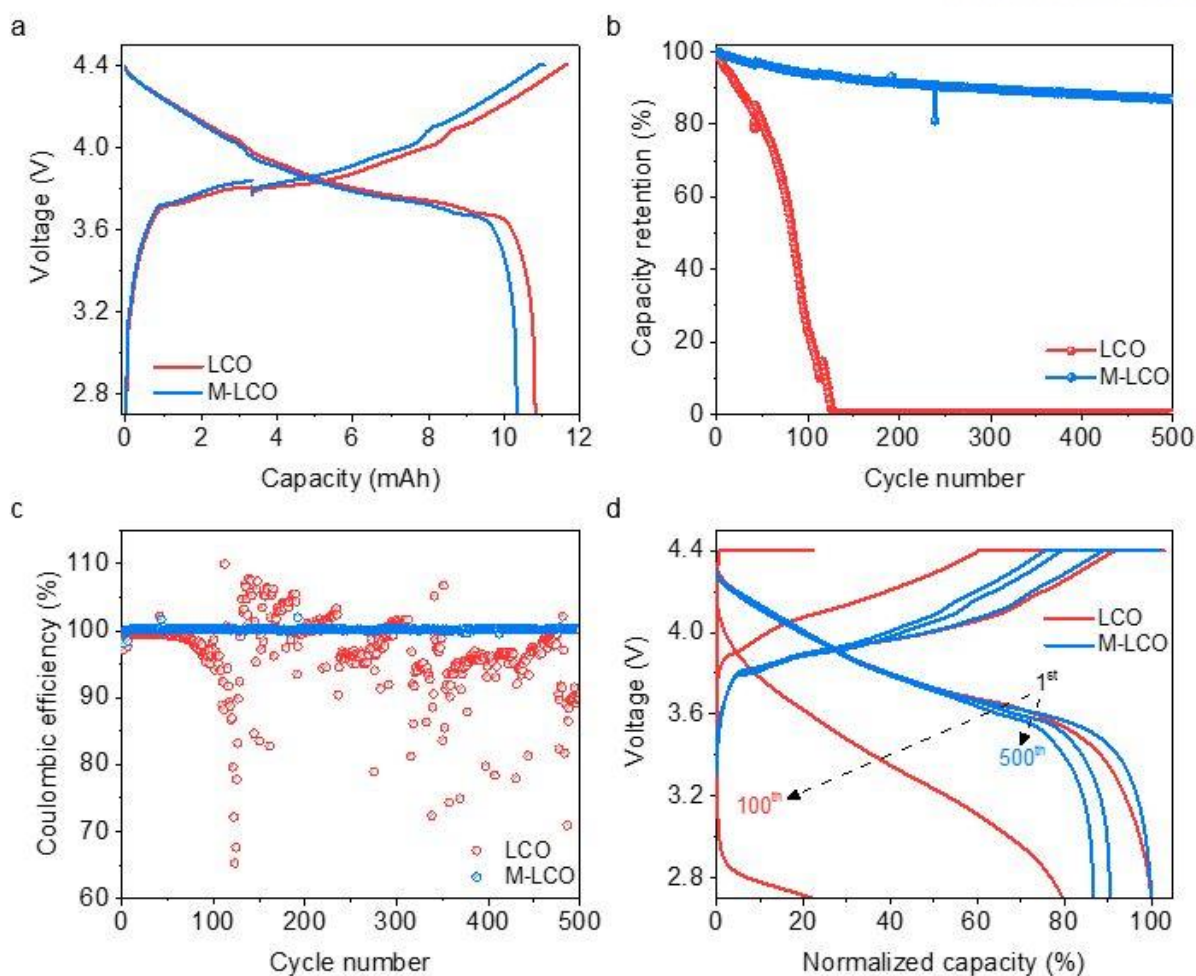 a
4.4
4.0
3.6
3.2
2.8
Voltage (V)
LCO
M-LCO
0 2 4 6 8 10 12
Capacity (mAh)
b
100
80
60
40
20
0
Capacity retention (%)
LCO
M-LCO
0 100 200 300 400 500
Cycle number
c
110
100
90
80
70
60
Coulombic efficiency (%)
LCO
M-LCO
0 100 200 300 400 500
Cycle number
d
4.4
4.0
3.6
3.2
2.8
Voltage (V)
LCO
M-LCO
1st
500th
100th
0 20 40 60 80 100
Normalized capacity (%)